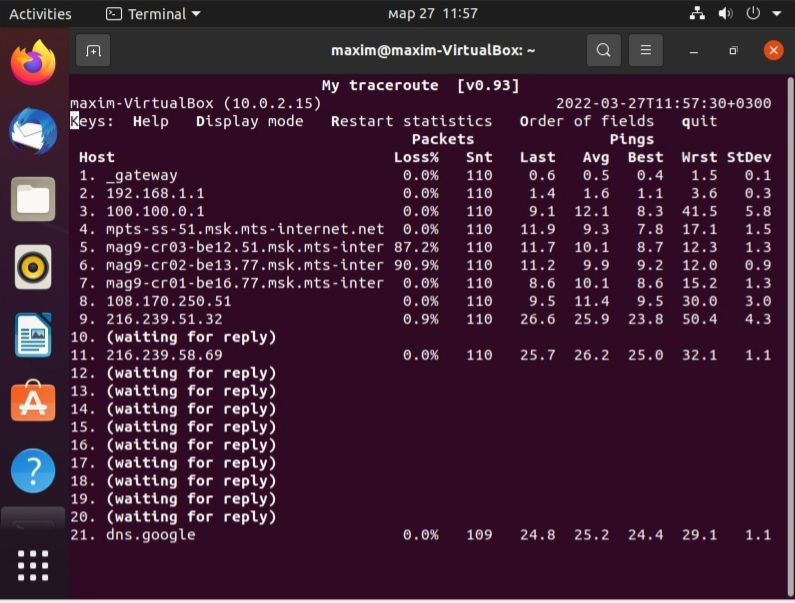 Activities Terminal мар 27 11:57
maxim@maxim-VirtualBox: ~
My traceroute [v0.93]
maxim-VirtualBox (10.0.2.15) 2022-03-27T11:57:30+0300
Keys: Help Display mode Restart statistics Order of fields quit
Packets Pings
Host Loss% Snt Last Avg Best Wrst StDev
1. _gateway 0.0% 110 0.6 0.5 0.4 1.5 0.1
2. 192.168.1.1 0.0% 110 1.4 1.6 1.1 3.6 0.3
3. 100.100.0.1 0.0% 110 9.1 12.1 8.3 41.5 5.8
4. mpts-ss-51.msk.mts-internet.net 0.0% 110 11.9 9.3 7.8 17.1 1.5
5. mag9-cr03-be12.51.msk.mts-inter 87.2% 110 11.7 10.1 8.7 12.3 1.3
6. mag9-cr02-be13.77.msk.mts-inter 90.9% 110 11.2 9.9 9.2 12.0 0.9
7. mag9-cr01-be16.77.msk.mts-inter 0.0% 110 8.6 10.1 8.6 15.2 1.3
8. 108.170.250.51 0.0% 110 9.5 11.4 9.5 30.0 3.0
9. 216.239.51.32 0.9% 110 26.6 25.9 23.8 50.4 4.3
10. (waiting for reply)
11. 216.239.58.69 0.0% 110 25.7 26.2 25.0 32.1 1.1
12. (waiting for reply)
13. (waiting for reply)
14. (waiting for reply)
15. (waiting for reply)
16. (waiting for reply)
17. (waiting for reply)
18. (waiting for reply)
19. (waiting for reply)
20. (waiting for reply)
21. dns.google 0.0% 109 24.8 25.2 24.4 29.1 1.1